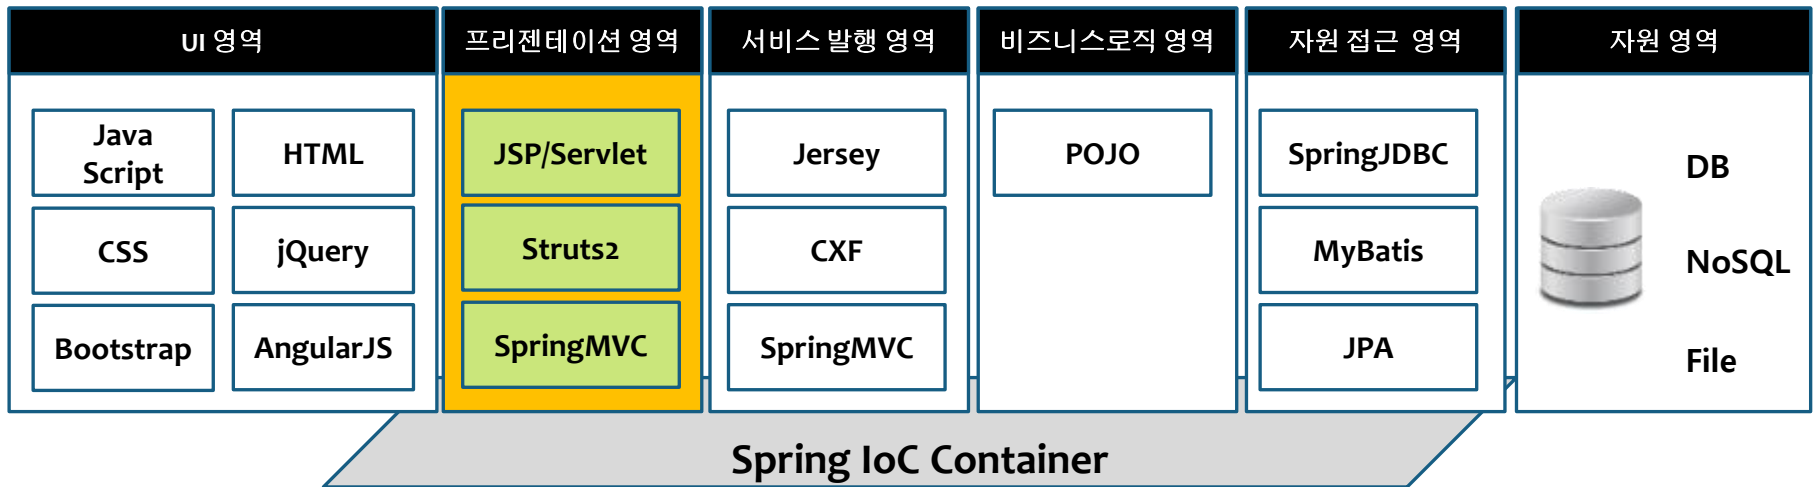 UI 영역
프리젠테이션 영역
서비스 발행 영역
비즈니스로직 영역
자원 접근 영역
자원 영역
Java
Script
HTML
CSS
jQuery
Bootstrap
AngularJS
JSP/Servlet
Struts2
SpringMVC
Jersey
CXF
SpringMVC
POJO
SpringJDBC
MyBatis
JPA
DB
NoSQL
File
Spring IoC Container